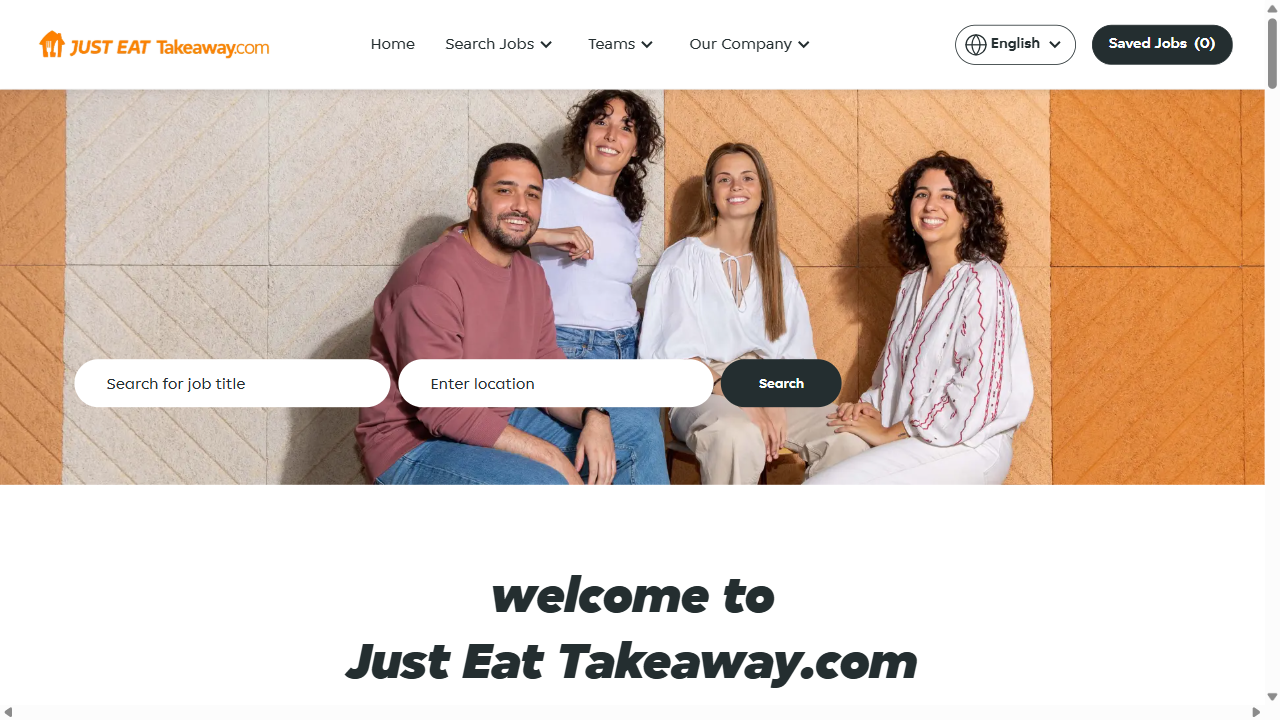 JUST EAT Takeaway.com
Home
Search Jobs
Teams
Our Company
English
Saved Jobs (0)
Search for job title
Enter location
Search
welcome to
Just Eat Takeaway.com